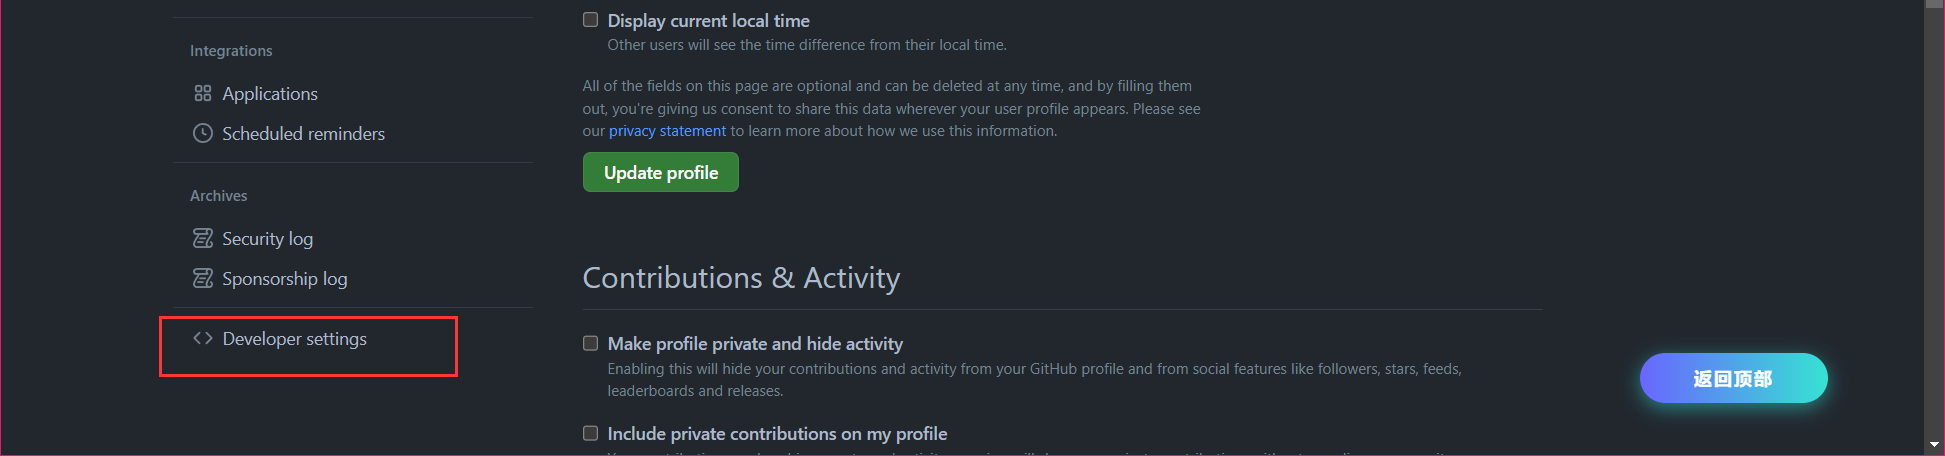 Integrations
Applications
Scheduled reminders
Archives
Security log
Sponsorship log
Developer settings
Display current local time
Other users will see the time difference from their local time.
All of the fields on this page are optional and can be deleted at any time, and by filling them
out, you're giving us consent to share this data wherever your user profile appears. Please see
our privacy statement to learn more about how we use this information.
Update profile
Contributions & Activity
Make profile private and hide activity
Enabling this will hide your contributions and activity from your GitHub profile and from social features like followers, stars, feeds,
leaderboards and releases.
Include private contributions on my profile
返回顶部